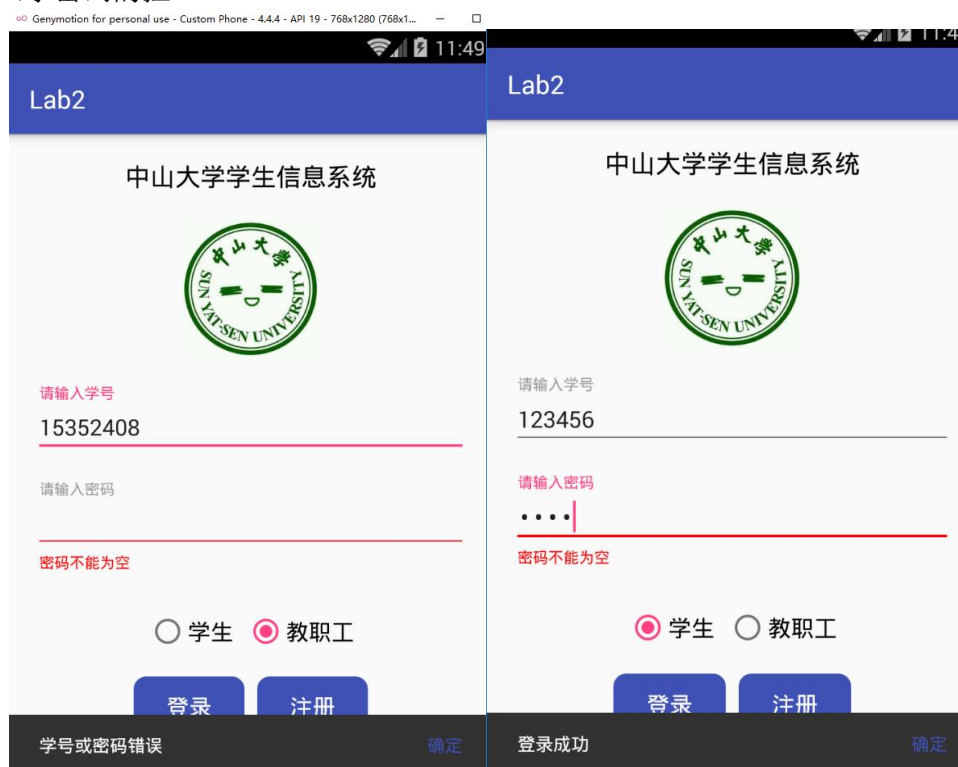 Genymotion for personal use - Custom Phone - 4.4.4 - API 19 - 768x1280 (768x1...
11:49
Lab2
中山大学学生信息系统
中山大学
SUN YAT-SEN UNIVERSITY
请输入学号
15352408
请输入密码
密码不能为空
学生
教职工
登录
注册
学号或密码错误
确定
11:4
Lab2
中山大学学生信息系统
中山大学
SUN YAT-SEN UNIVERSITY
请输入学号
123456
请输入密码
••••
密码不能为空
学生
教职工
登录
注册
登录成功
确定